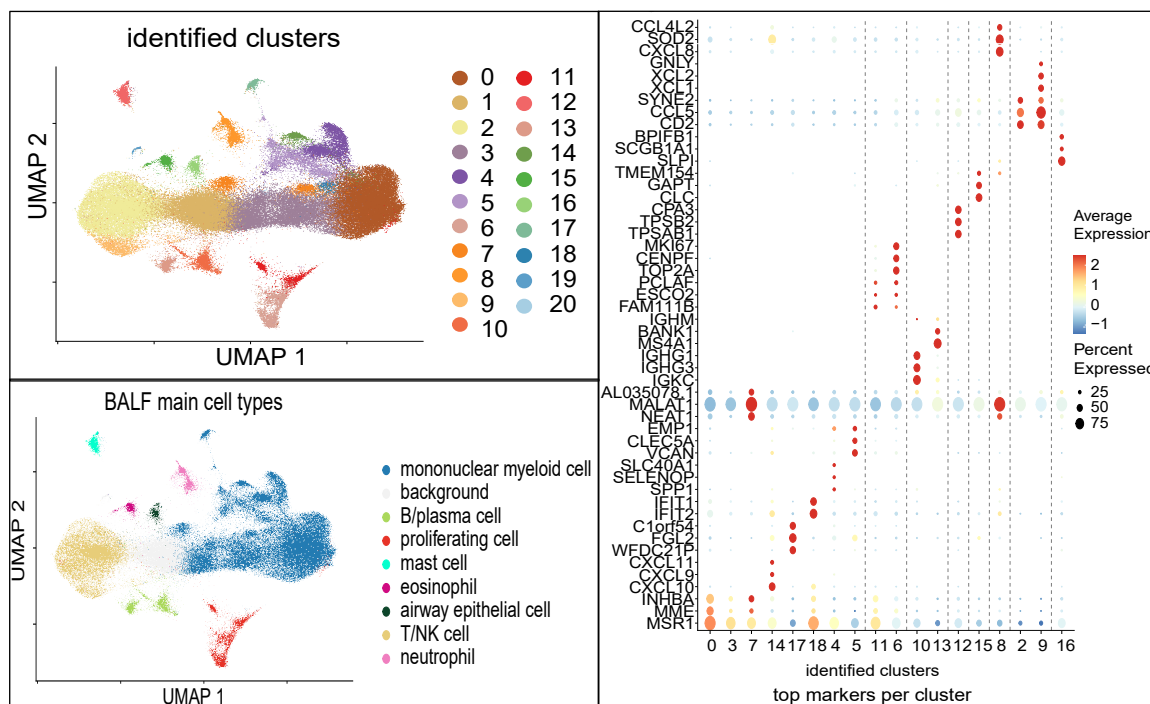 identified clusters
UMAP 2
UMAP 1
0
1
2
3
4
5
6
7
8
9
10
11
12
13
14
15
16
17
18
19
20
BALF main cell types
UMAP 2
UMAP 1
mononuclear myeloid cell
background
B/plasma cell
proliferating cell
mast cell
eosinophil
airway epithelial cell
T/NK cell
neutrophil
CCL4L2
SOD2
CXCL8
GNLY
XCL2
XCL1
SYNE2
CCL5
CD2
BPIFB1
SCGB1A1
SLPI
TMEM154
GAPT
CLC
CPA3
TPSB2
TPSAB1
MKI67
CENPF
TOP2A
PCLAF
ESCO2
FAM111B
IGHM
BANK1
MS4A1
IGHG1
IGHG3
IGKC
AL035078.1
MALAT1
NEAT1
EMP1
CLEC5A
VCAN
SLC40A1
SELENOP
SPP1
IFIT1
IFIT2
C1orf54
FGL2
WFDC21P
CXCL11
CXCL9
CXCL10
INHBA
MME
MSR1
0 3 7 14 17 18 4 5 11 6 10 13 12 15 8 2 9 16
identified clusters
top markers per cluster
Average
Expression
2
1
0
−1
Percent
Expressed
25
50
75